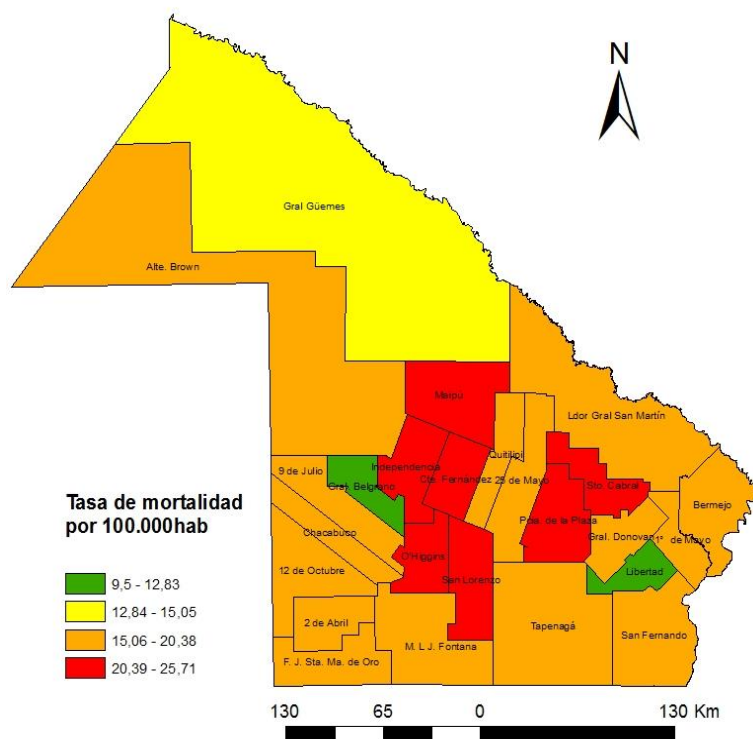 N
Gral Güemes
Alte. Brown
Maipú
Ldor Gral San Martín
Quitilipi
9 de Julio
Independencia
Gral. Belgrano
Cte. Fernández
25 de Mayo
Sto. Cabral
Bermejo
Pcia. de la Plaza
Gral. Donovan
1° de Mayo
Chacabuco
O'Higgins
12 de Octubre
San Lorenzo
Libertad
2 de Abril
Tapenagá
San Fernando
M. L J. Fontana
F. J. Sta. Ma. de Oro
Tasa de mortalidad
por 100.000hab
9,5 - 12,83
12,84 - 15,05
15,06 - 20,38
20,39 - 25,71
130 65 0 130 Km